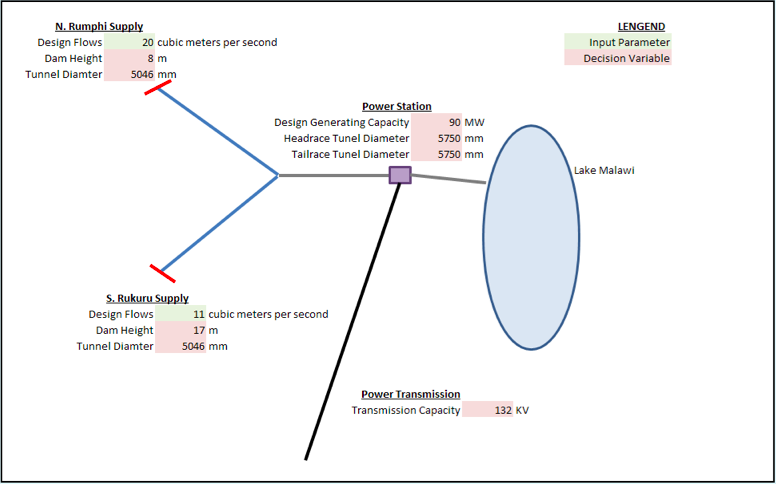 N. Rumphi Supply
Design Flows 20 cubic meters per second
Dam Height 8 m
Tunnel Diamter 5046 mm
LENGEND
Input Parameter
Decision Variable
Power Station
Design Generating Capacity 90 MW
Headrace Tunel Diameter 5750 mm
Tailrace Tunel Diameter 5750 mm
Lake Malawi
S. Rukuru Supply
Design Flows 11 cubic meters per second
Dam Height 17 m
Tunnel Diamter 5046 mm
Power Transmission
Transmission Capacity 132 KV